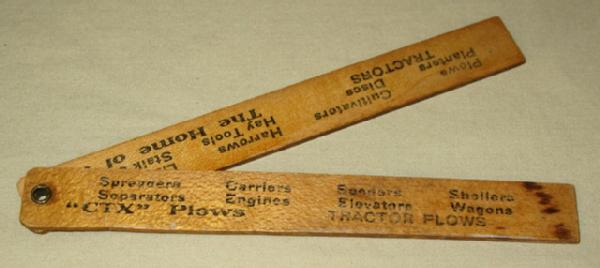 Spreaders Carriers Seeders Shellers
Separators Engines Elevators Wagons
"CTX" Plows TRACTOR PLOWS
Plows Cultivators Harrows
Planters Discs Hay Tools Stalk
TRACTORS The Home of